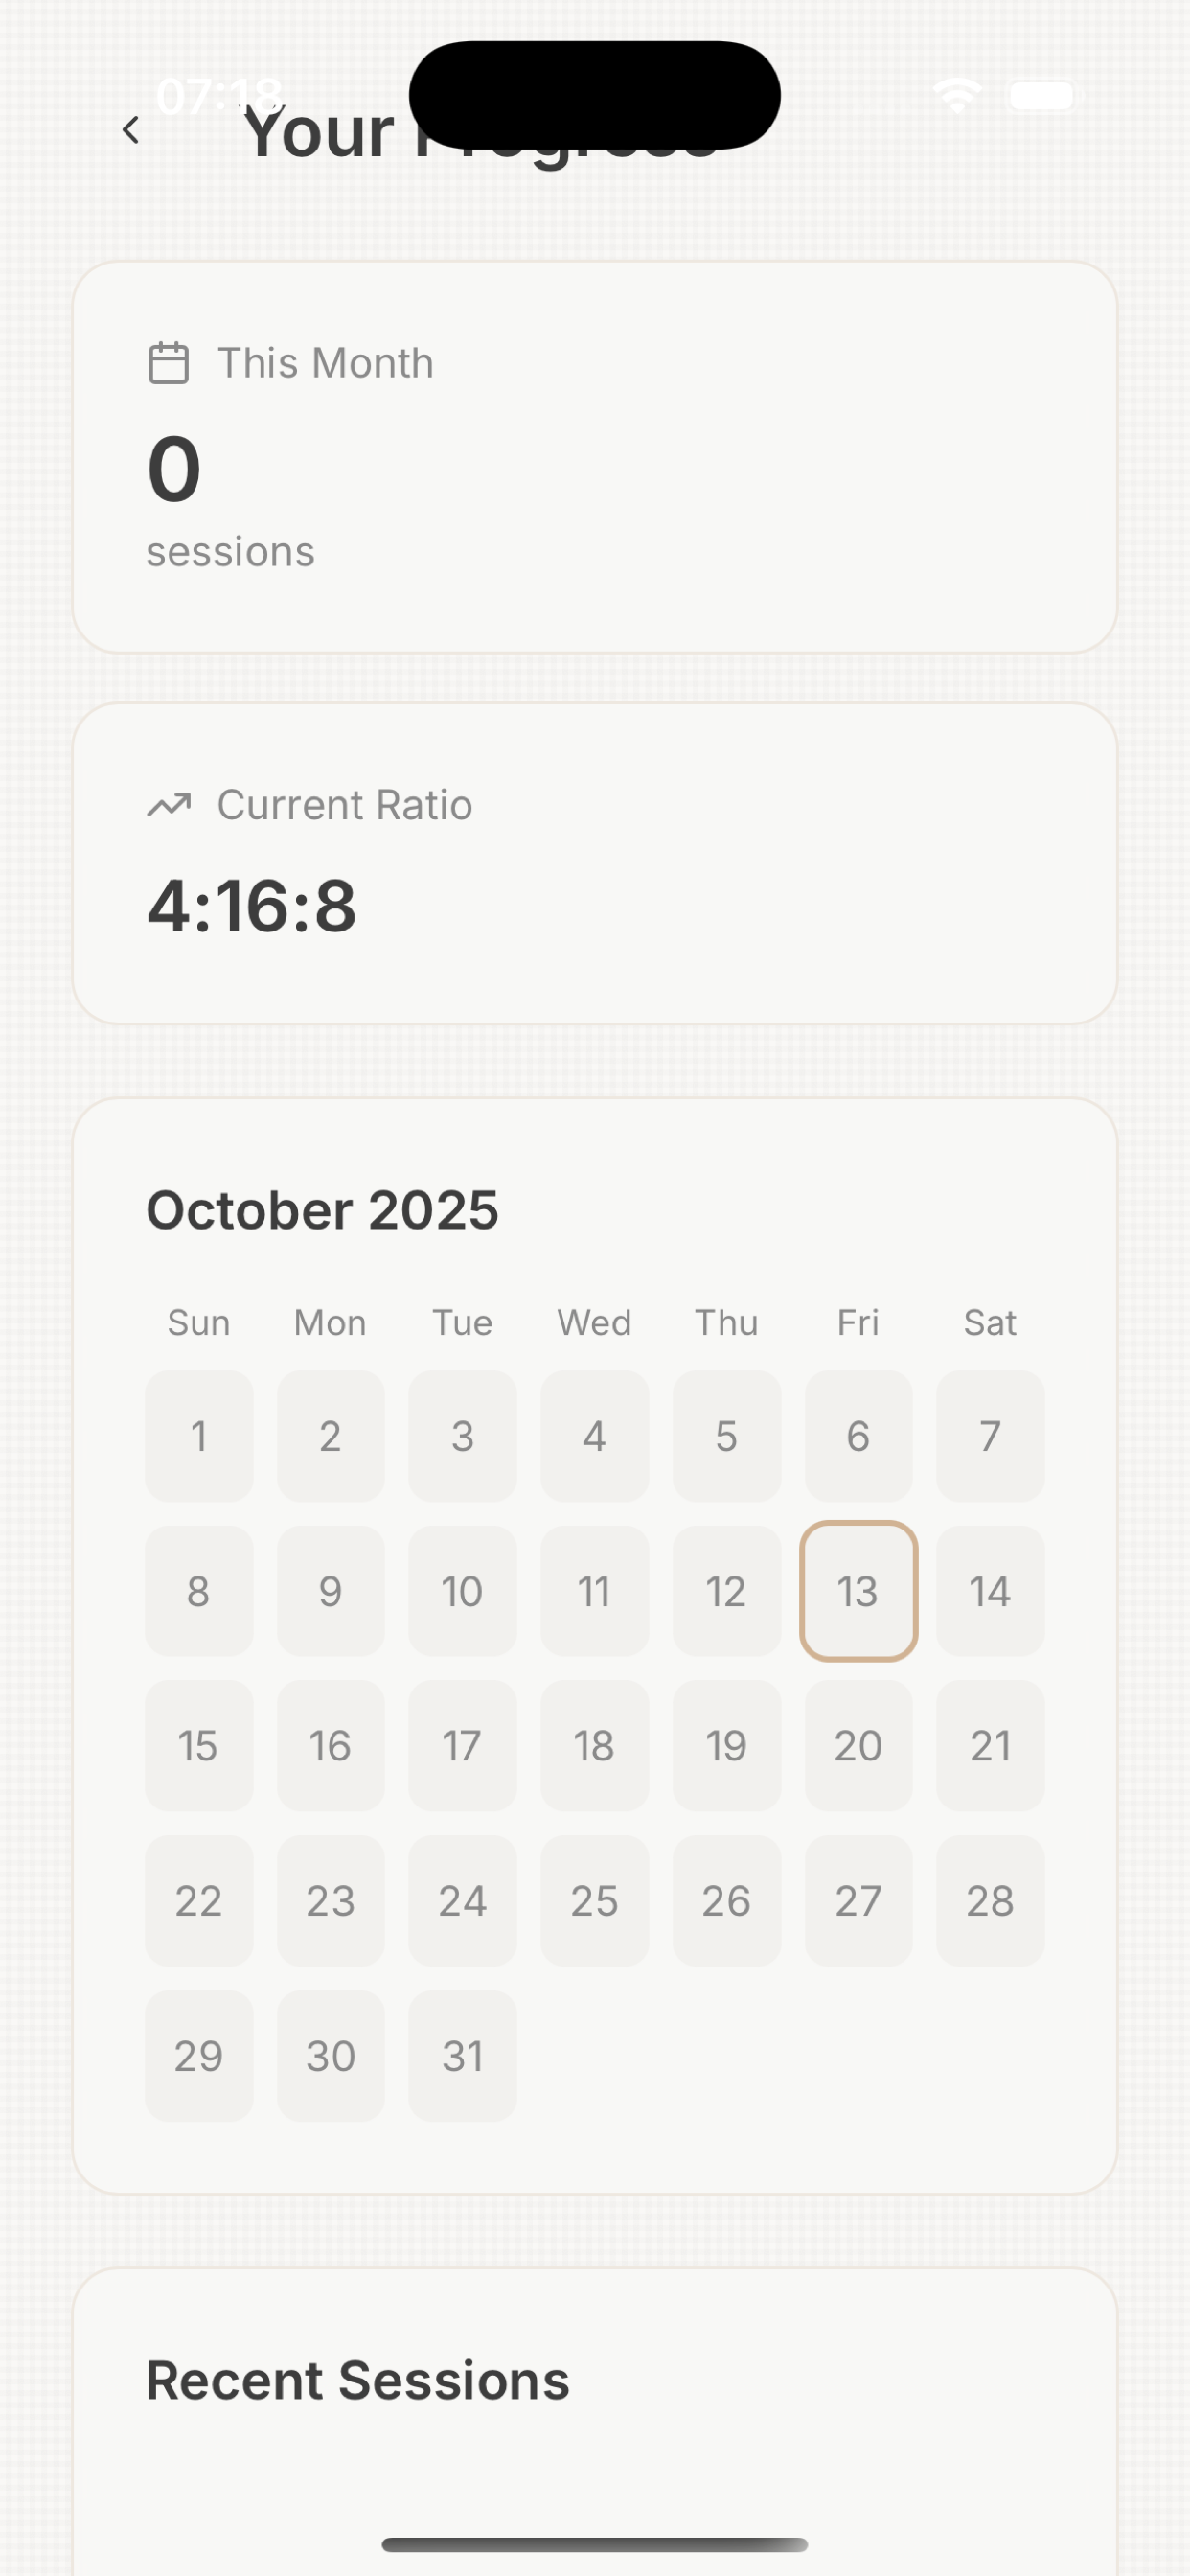 07:18
Your Progress
This Month
0
sessions
Current Ratio
4:16:8
October 2025
Sun Mon Tue Wed Thu Fri Sat
1 2 3 4 5 6 7
8 9 10 11 12 13 14
15 16 17 18 19 20 21
22 23 24 25 26 27 28
29 30 31
Recent Sessions